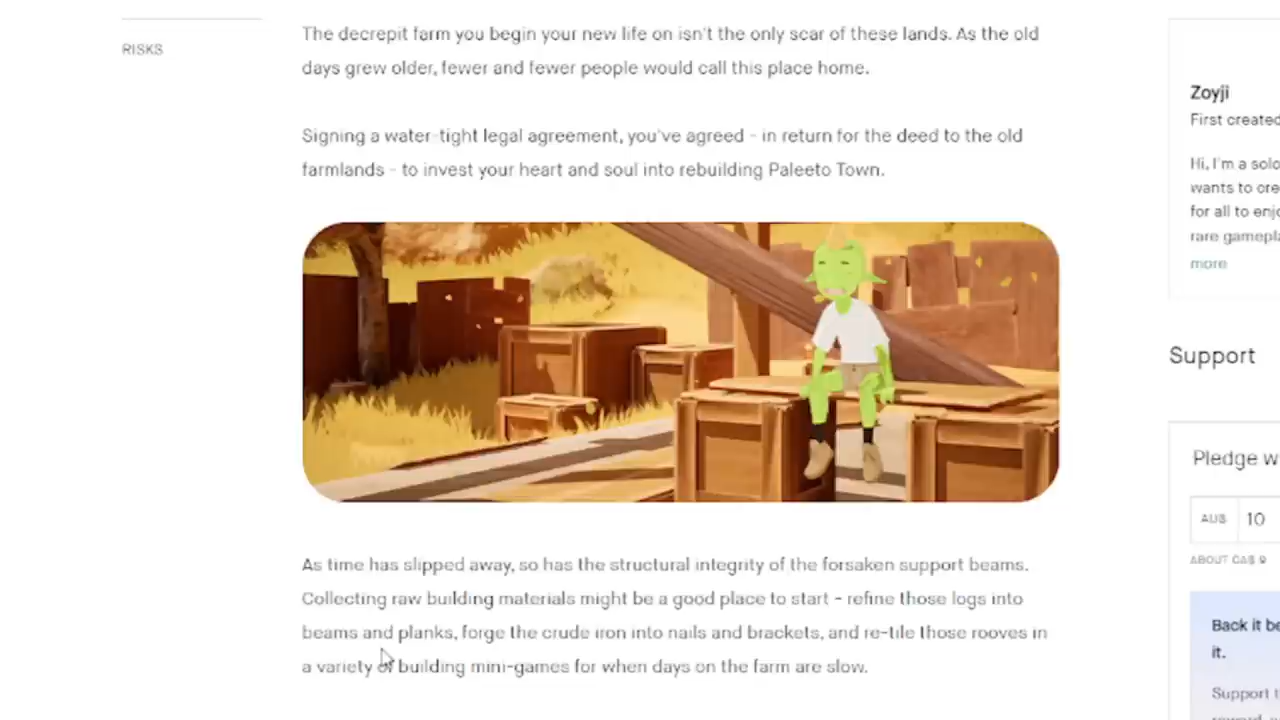 RISKS
The decrepit farm you begin your new life on isn't the only scar of these lands. As the old
days grew older, fewer and fewer people would call this place home.
Signing a water-tight legal agreement, you've agreed - in return for the deed to the old
farmlands - to invest your heart and soul into rebuilding Paleeto Town.
As time has slipped away, so has the structural integrity of the forsaken support beams.
Collecting raw building materials might be a good place to start - refine those logs into
beams and planks, forge the crude iron into nails and brackets, and re-tile those rooves in
a variety of building mini-games for when days on the farm are slow.
Zoyji
First created
Hi, I'm a solo
wants to cre
for all to enjo
rare gamepla
more
Support
Pledge w
AU$ 10
ABOUT CA$ 9
Back it be
it.
Support t